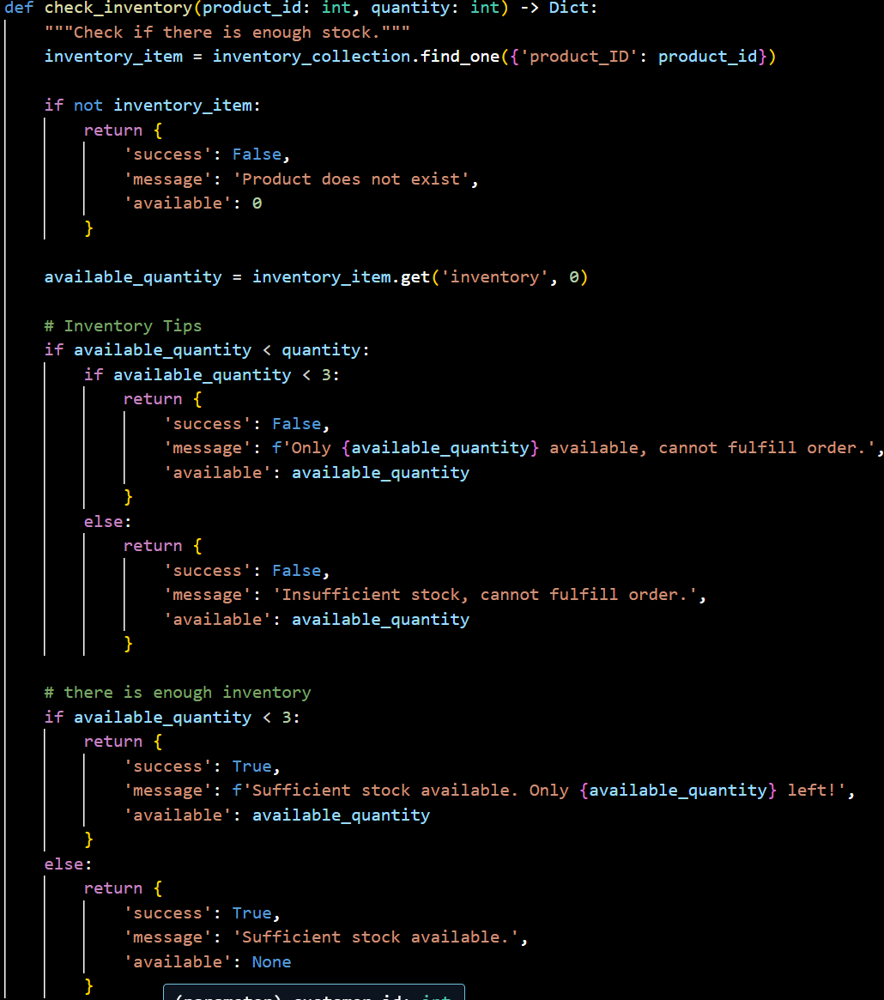 def check_inventory(product_id: int, quantity: int) -> Dict:
    """Check if there is enough stock."""
    inventory_item = inventory_collection.find_one({'product_ID': product_id})

    if not inventory_item:
        return {
            'success': False,
            'message': 'Product does not exist',
            'available': 0
        }

    available_quantity = inventory_item.get('inventory', 0)

    # Inventory Tips
    if available_quantity < quantity:
        if available_quantity < 3:
            return {
                'success': False,
                'message': f'Only {available_quantity} available, cannot fulfill order.',
                'available': available_quantity
            }
        else:
            return {
                'success': False,
                'message': 'Insufficient stock, cannot fulfill order.',
                'available': available_quantity
            }

    # there is enough inventory
    if available_quantity < 3:
        return {
            'success': True,
            'message': f'Sufficient stock available. Only {available_quantity} left!',
            'available': available_quantity
        }
    else:
        return {
            'success': True,
            'message': 'Sufficient stock available.',
            'available': None
        }
(parameter) customer_id: int